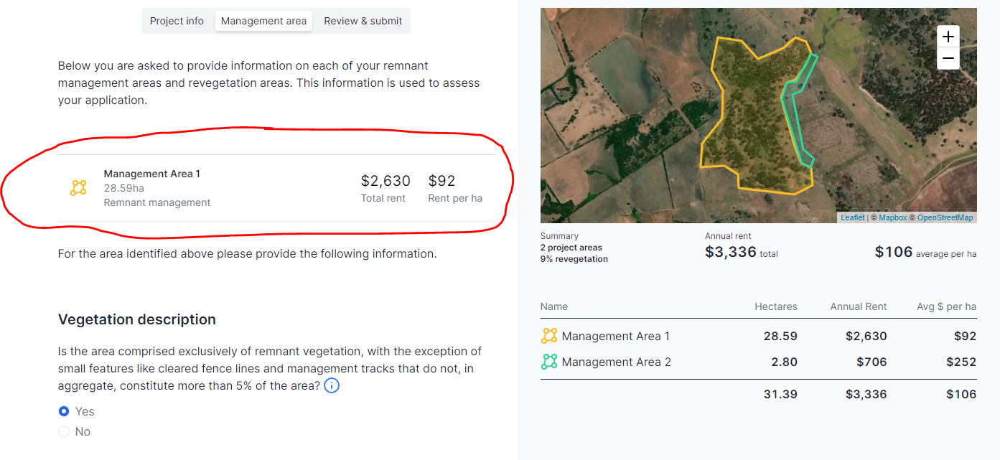 Project info
Management area
Review & submit
Below you are asked to provide information on each of your remnant
management areas and revegetation areas. This information is used to assess
your application.
Management Area 1
28.59ha
Remnant management
$2,630
Total rent
$92
Rent per ha
For the area identified above please provide the following information.
Vegetation description
Is the area comprised exclusively of remnant vegetation, with the exception of
small features like cleared fence lines and management tracks that do not, in
aggregate, constitute more than 5% of the area? i
Yes
No
+
−
Leaflet | © Mapbox © OpenStreetMap
Summary
2 project areas
9% revegetation
Annual rent
$3,336 total
$106 average per ha
Name Hectares Annual Rent Avg $ per ha
Management Area 1 28.59 $2,630 $92
Management Area 2 2.80 $706 $252
31.39 $3,336 $106